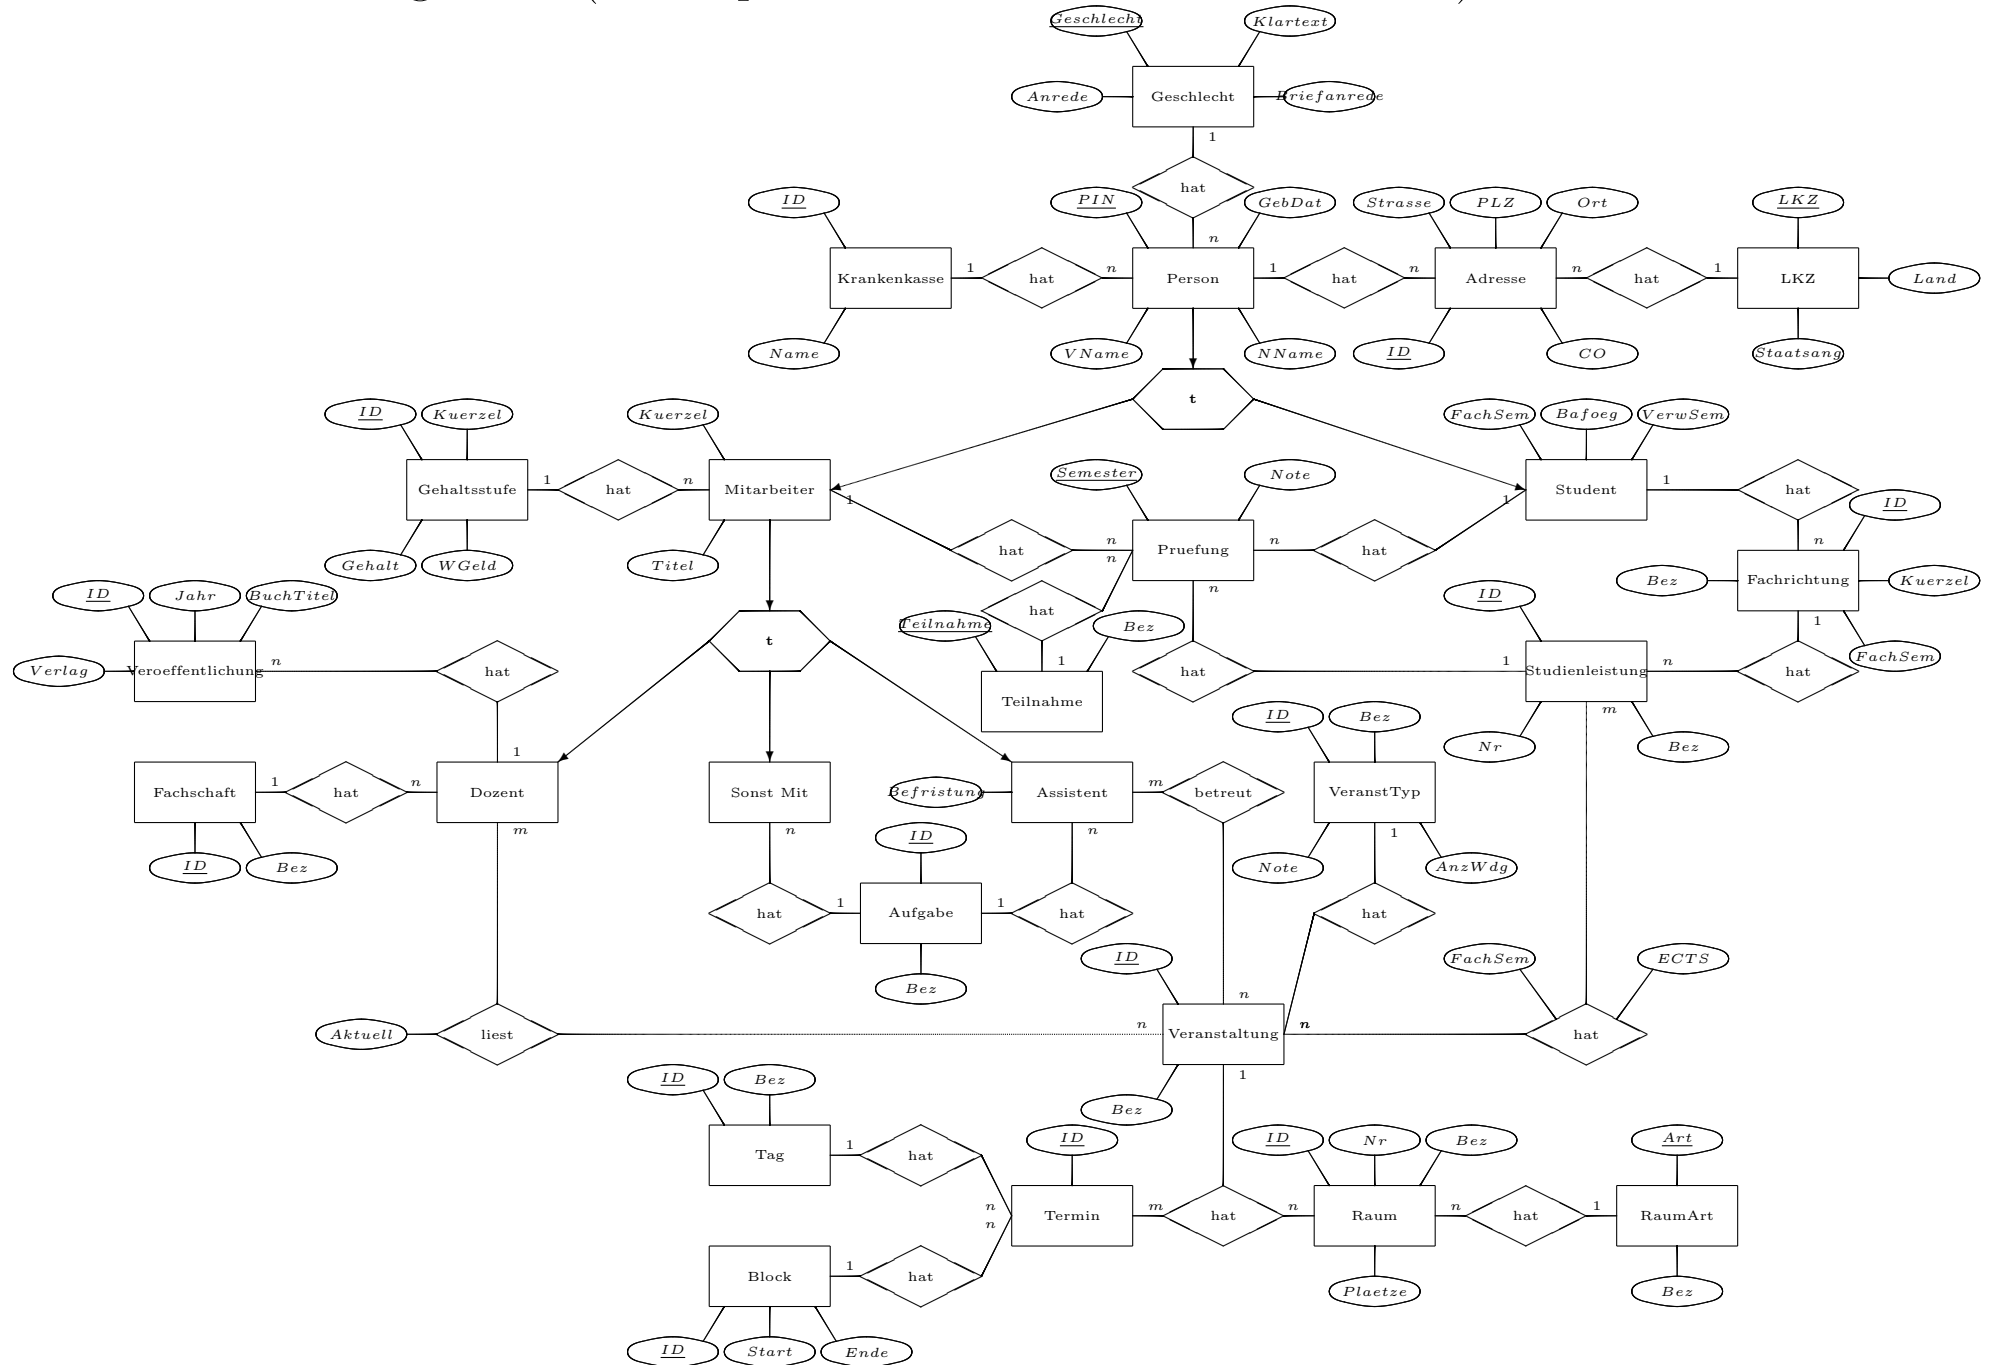 Geschlecht Klartext
Anrede Geschlecht Briefanrede
1
hat
ID PIN GebDat Strasse PLZ Ort LKZ
n
Krankenkasse 1 hat n Person 1 hat n Adresse n hat 1 LKZ Land
Name VName NName ID CO Staatsang
t
ID Kuerzel Kuerzel FachSem Bafoeg VerwSem
Semester Note
Gehaltsstufe 1 hat n Mitarbeiter 1 1 Student 1 hat
ID
hat n Pruefung n hat n
n
Gehalt WGeld Titel
Bez Fachrichtung Kuerzel
n
ID Jahr BuchTitel hat ID
1
Teilnahme Bez
t
FachSem
Verlag Veroeffentlichung n hat 1 hat 1 Studienleistung n hat
Teilnahme
m
ID Bez
1
Nr Bez
Fachschaft 1 hat n Dozent Sonst Mit Befristung Assistent m betreut VeranstTyp
m n n 1
ID
ID Bez Note AnzWdg
hat 1 Aufgabe 1 hat hat
ID FachSem ECTS
Bez
n
Aktuell liest n Veranstaltung n hat
1
ID Bez
Bez
ID ID Nr Bez Art
Tag 1 hat
n
Termin m hat n Raum n hat 1 RaumArt
n
Block 1 hat
Plaetze Bez
ID Start Ende